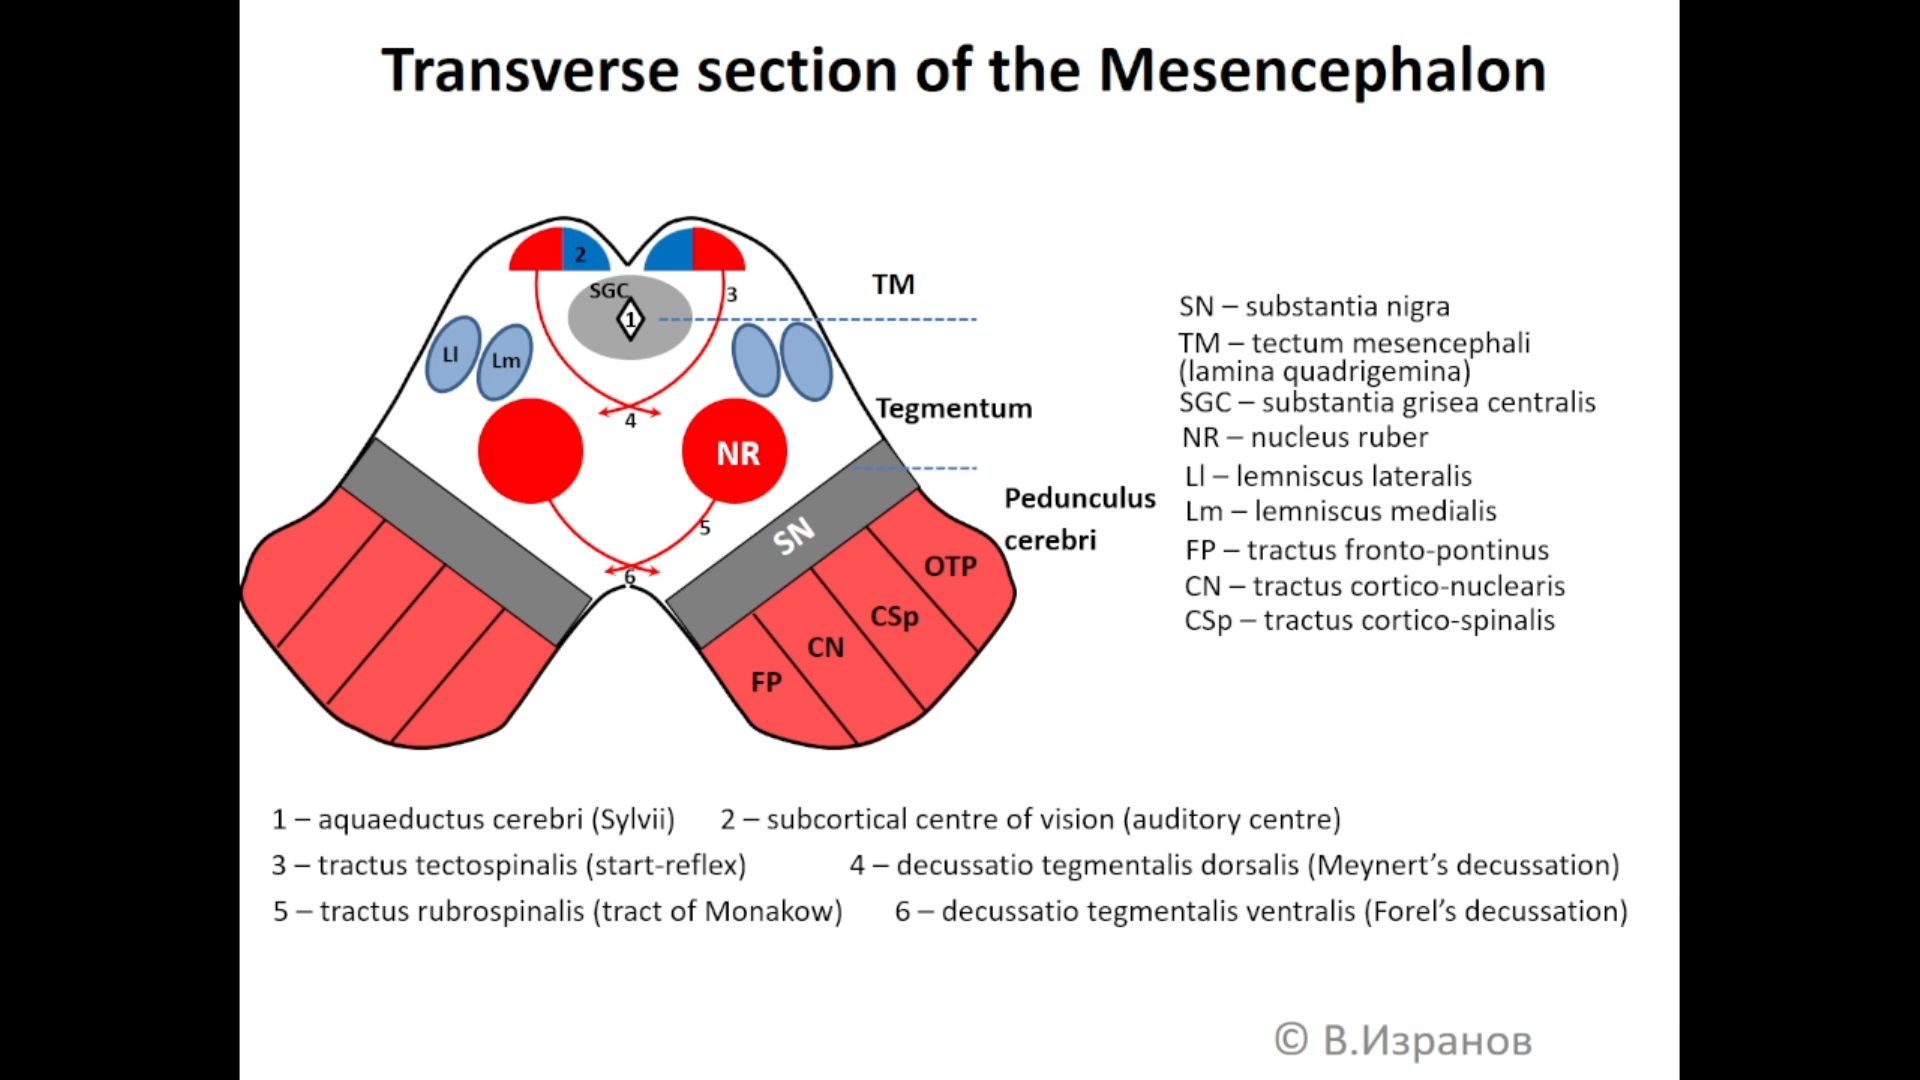 Transverse section of the Mesencephalon
2
SGC
1
3
TM
Ll
Lm
4
Tegmentum
NR
5
SN
6
Pedunculus
cerebri
OTP
CSp
CN
FP
SN – substantia nigra
TM – tectum mesencephali
(lamina quadrigemina)
SGC – substantia grisea centralis
NR – nucleus ruber
Ll – lemniscus lateralis
Lm – lemniscus medialis
FP – tractus fronto-pontinus
CN – tractus cortico-nuclearis
CSp – tractus cortico-spinalis
1 – aquaeductus cerebri (Sylvii) 2 – subcortical centre of vision (auditory centre)
3 – tractus tectospinalis (start-reflex) 4 – decussatio tegmentalis dorsalis (Meynert’s decussation)
5 – tractus rubrospinalis (tract of Monakow) 6 – decussatio tegmentalis ventralis (Forel’s decussation)
© В.Изранов